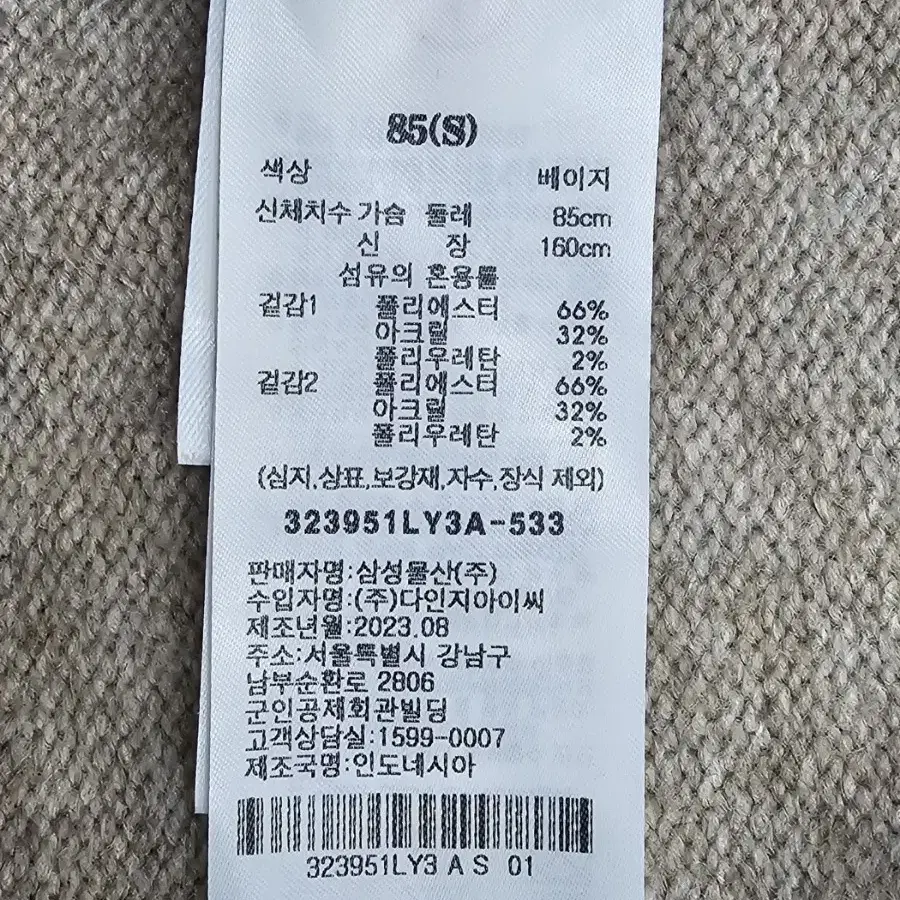 85(S)
색상 베이지
신체치수 가슴 둘레 85cm
신 장 160cm
섬유의 혼용률
겉감1 폴리에스터 66%
아크릴 32%
폴리우레탄 2%
겉감2 폴리에스터 66%
아크릴 32%
폴리우레탄 2%
(심지,상표,보강재,자수,장식 제외)
323951LY3A-533
판매자명:삼성물산(주)
수입자명:(주)다인지아이씨
제조년월:2023.08
주소:서울특별시 강남구
남부순환로 2806
군인공제회관빌딩
고객상담실:1599-0007
제조국명:인도네시아
323951LY3 A S 01